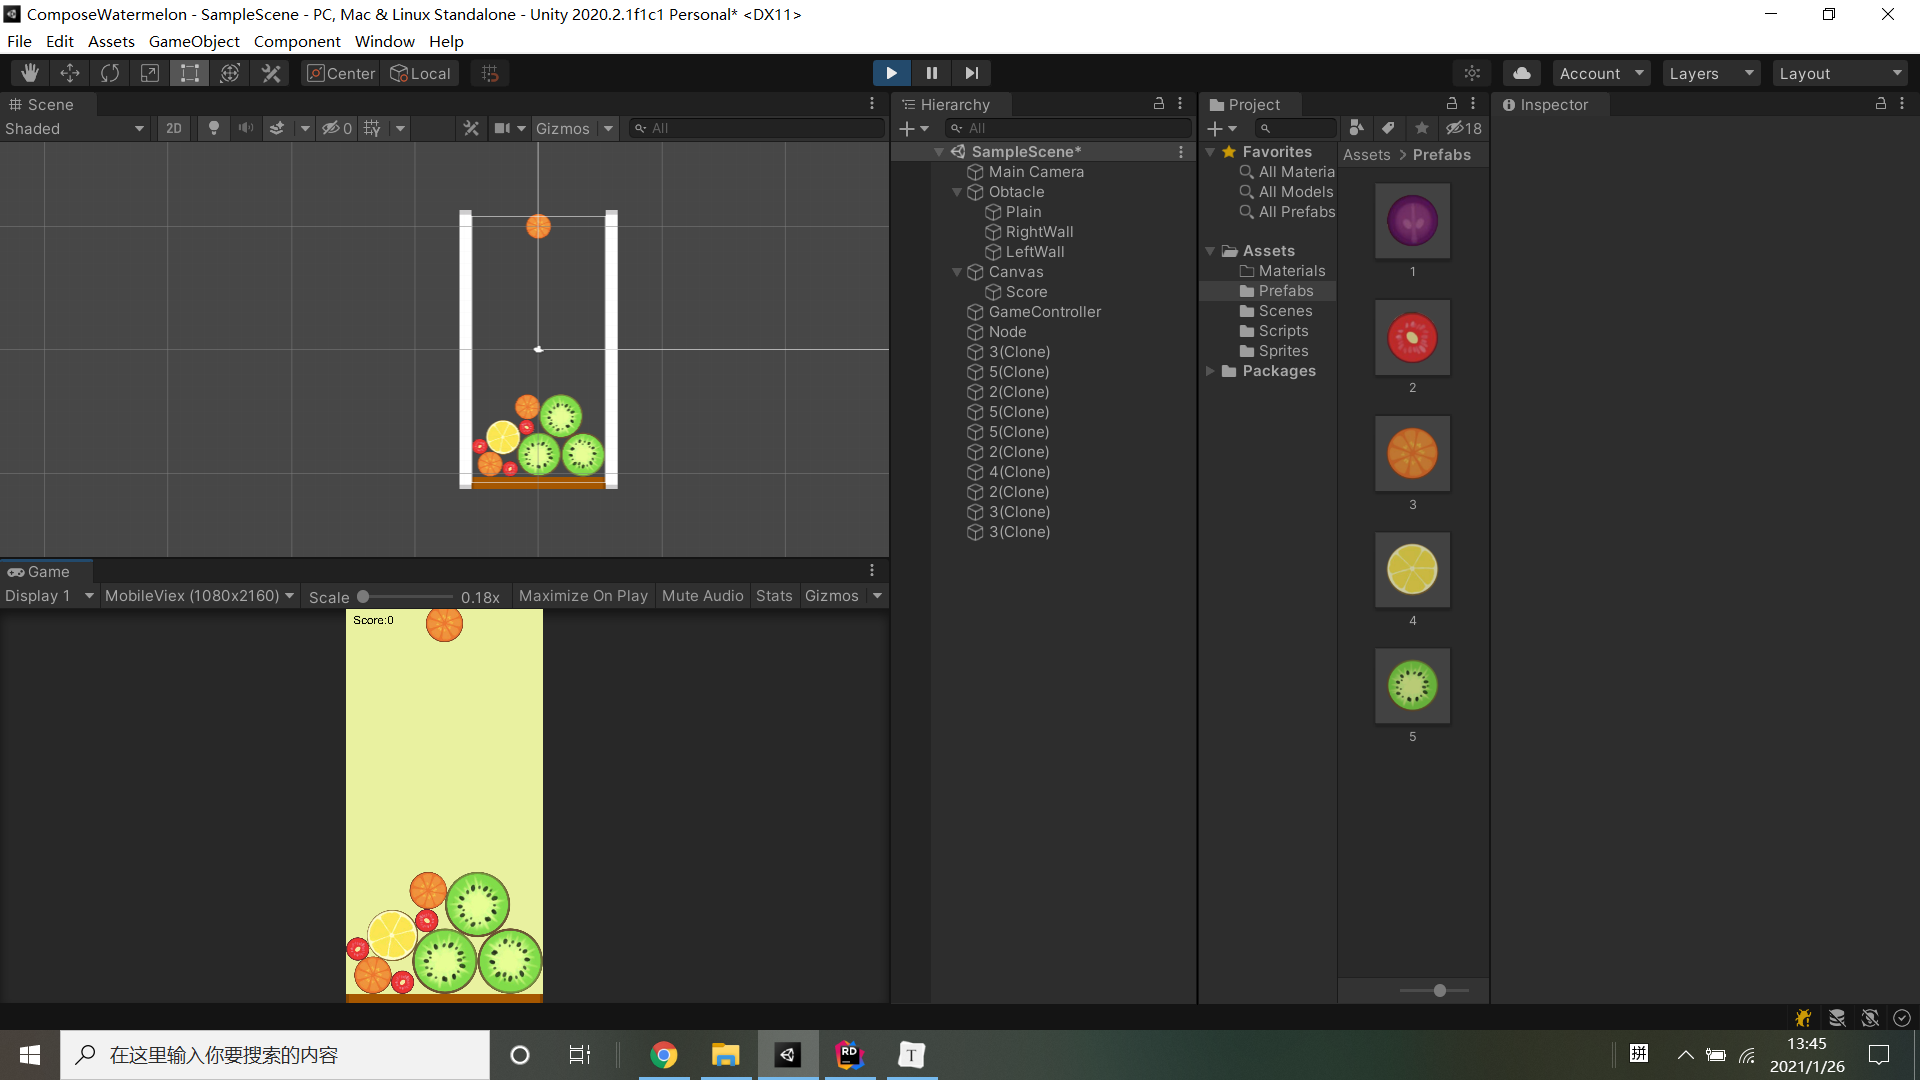 ComposeWatermelon - SampleScene - PC, Mac & Linux Standalone - Unity 2020.2.1f1c1 Personal* <DX11>
File Edit Assets GameObject Component Window Help
Center Local Account Layers Layout
Scene
Shaded 2D 0 Gizmos All
Game
Display 1 MobileViex (1080x2160) Scale 0.18x Maximize On Play Mute Audio Stats Gizmos
Score:0
Hierarchy
All
SampleScene*
Main Camera
Obtacle
Plain
RightWall
LeftWall
Canvas
Score
GameController
Node
3(Clone)
5(Clone)
2(Clone)
5(Clone)
5(Clone)
2(Clone)
4(Clone)
2(Clone)
3(Clone)
3(Clone)
Project
18
Favorites
All Materia
All Models
All Prefabs
Assets
Materials
Prefabs
Scenes
Scripts
Sprites
Packages
Assets > Prefabs
1
2
3
4
5
Inspector
在这里输入你要搜索的内容
RD
T
拼
13:45
2021/1/26